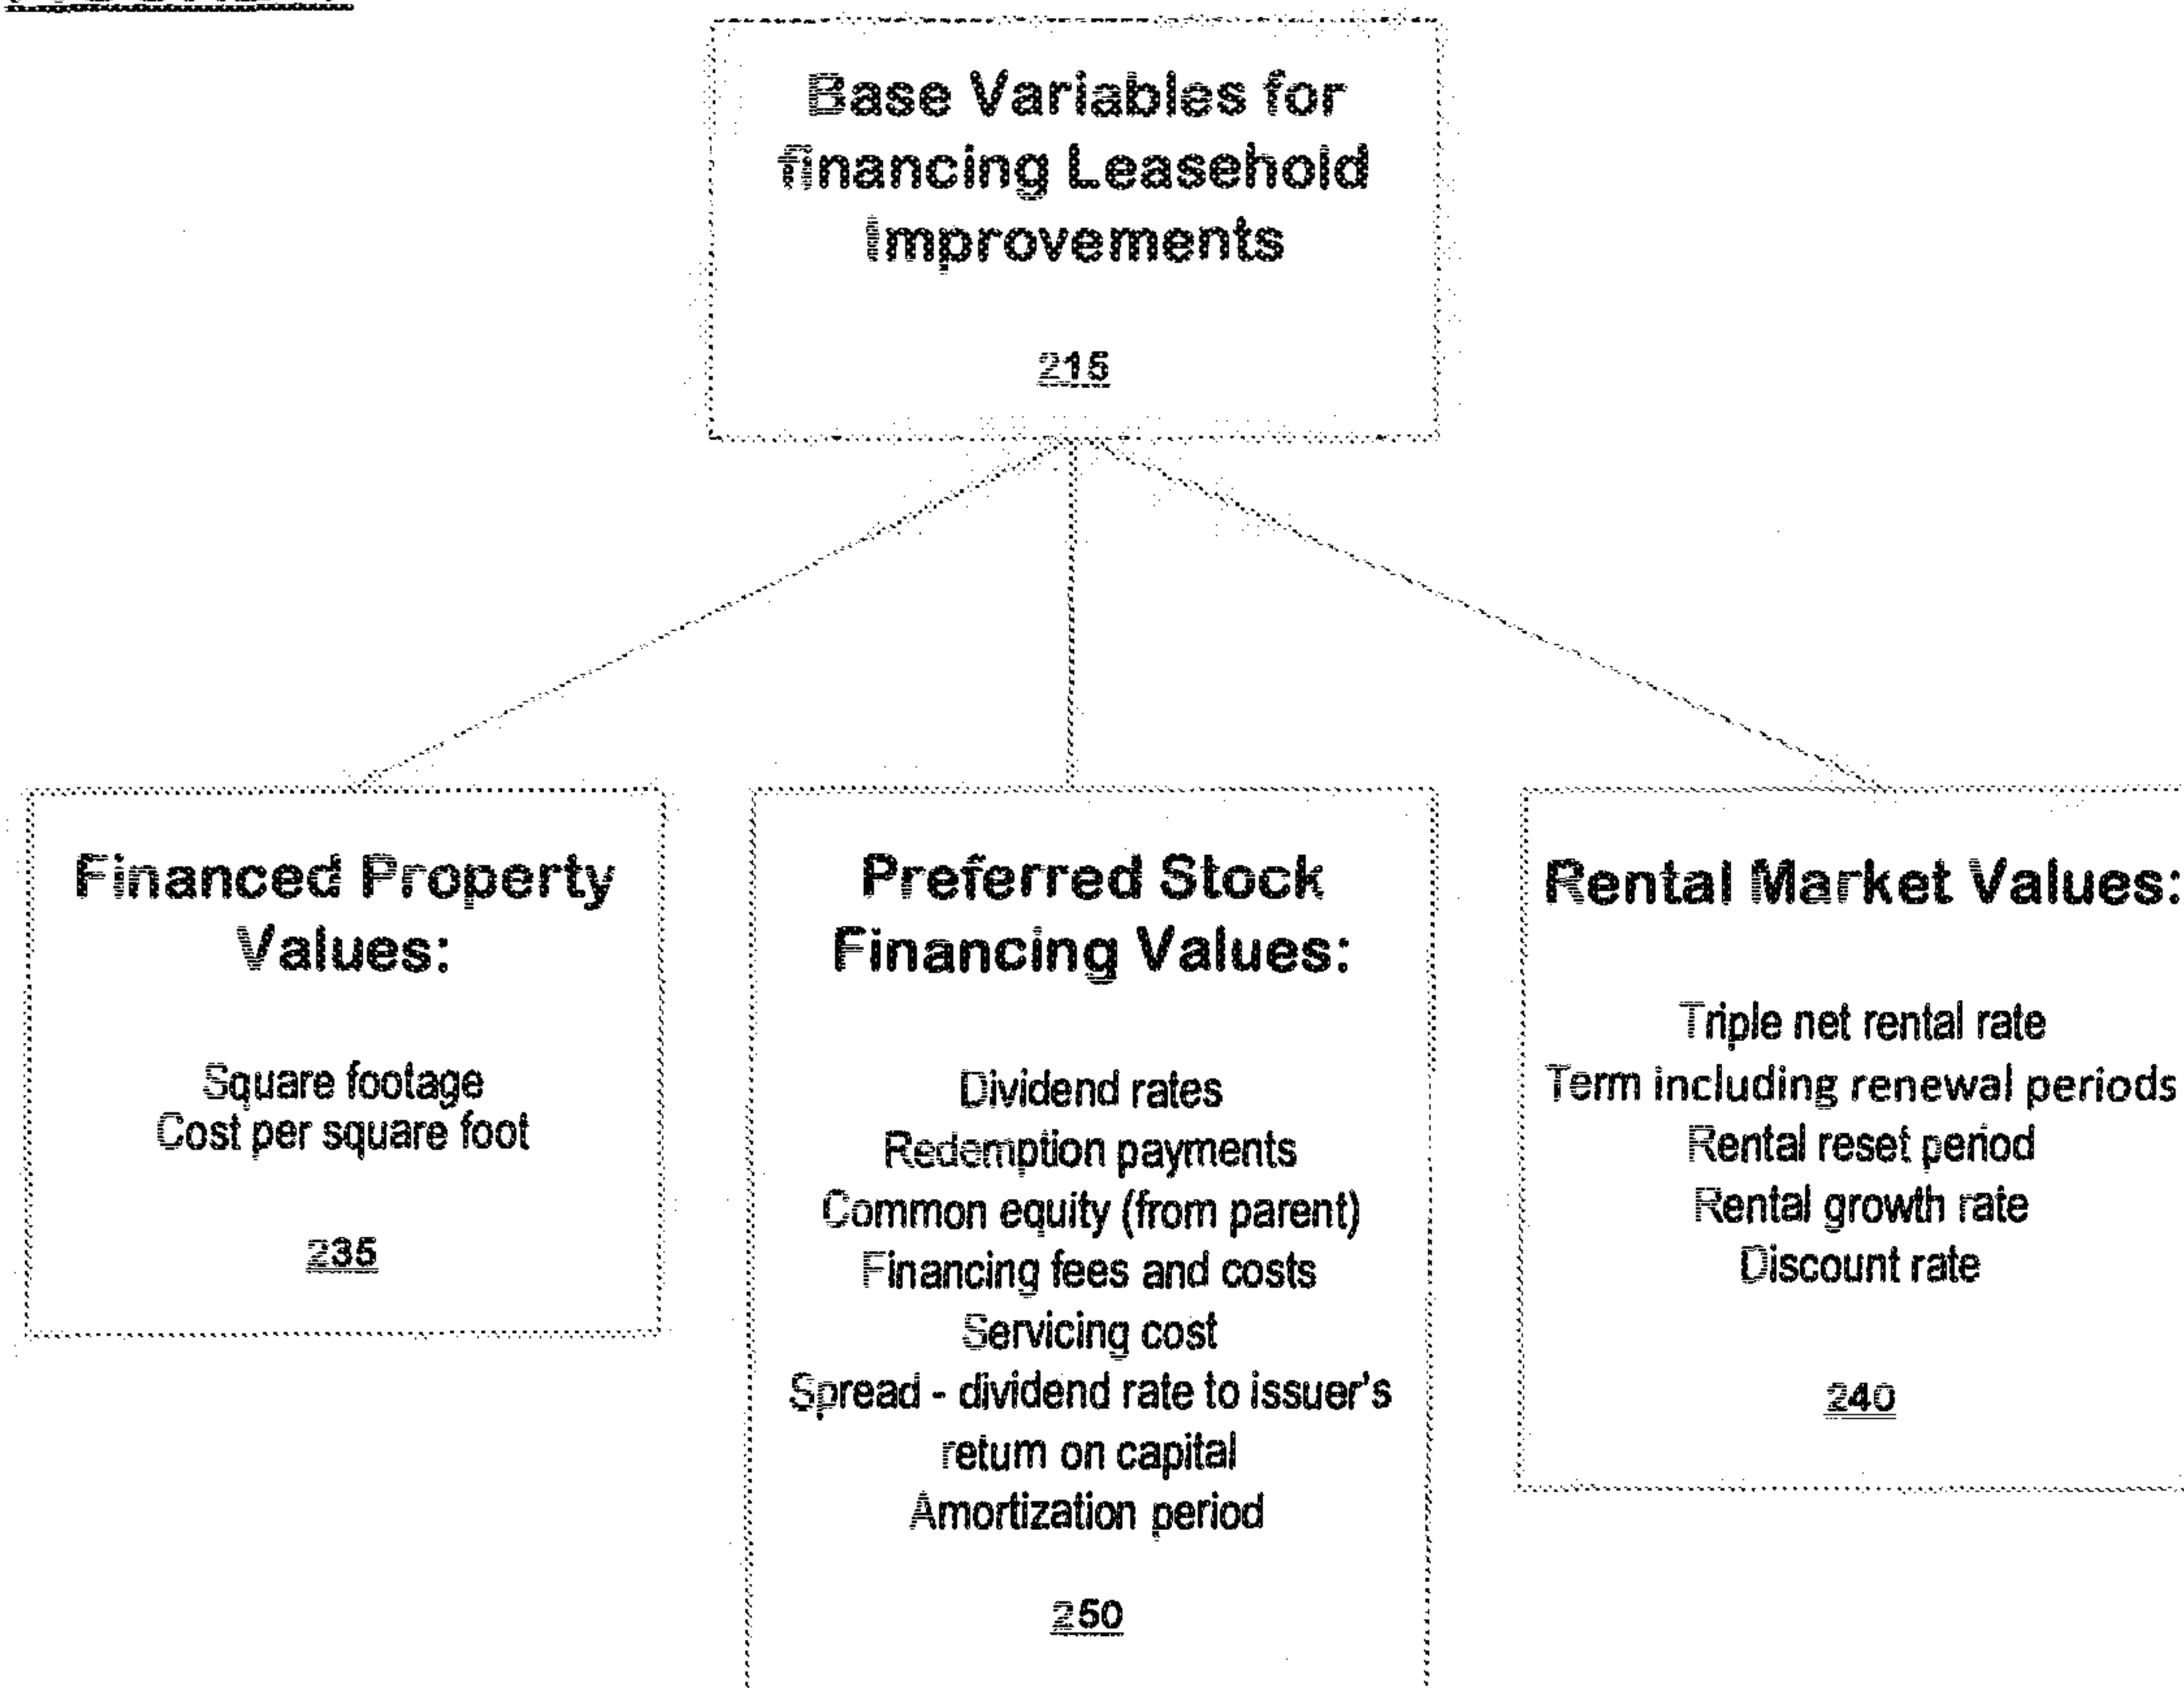 Base Variables for
financing Leasehold
Improvements
215
Financed Property
Values:
Square footage
Cost per square foot
235
Preferred Stock
Financing Values:
Dividend rates
Redemption payments
Common equity (from parent)
Financing fees and costs
Servicing cost
Spread - dividend rate to issuer's
return on capital
Amortization period
250
Rental Market Values:
Triple net rental rate
Term including renewal periods
Rental reset period
Rental growth rate
Discount rate
240